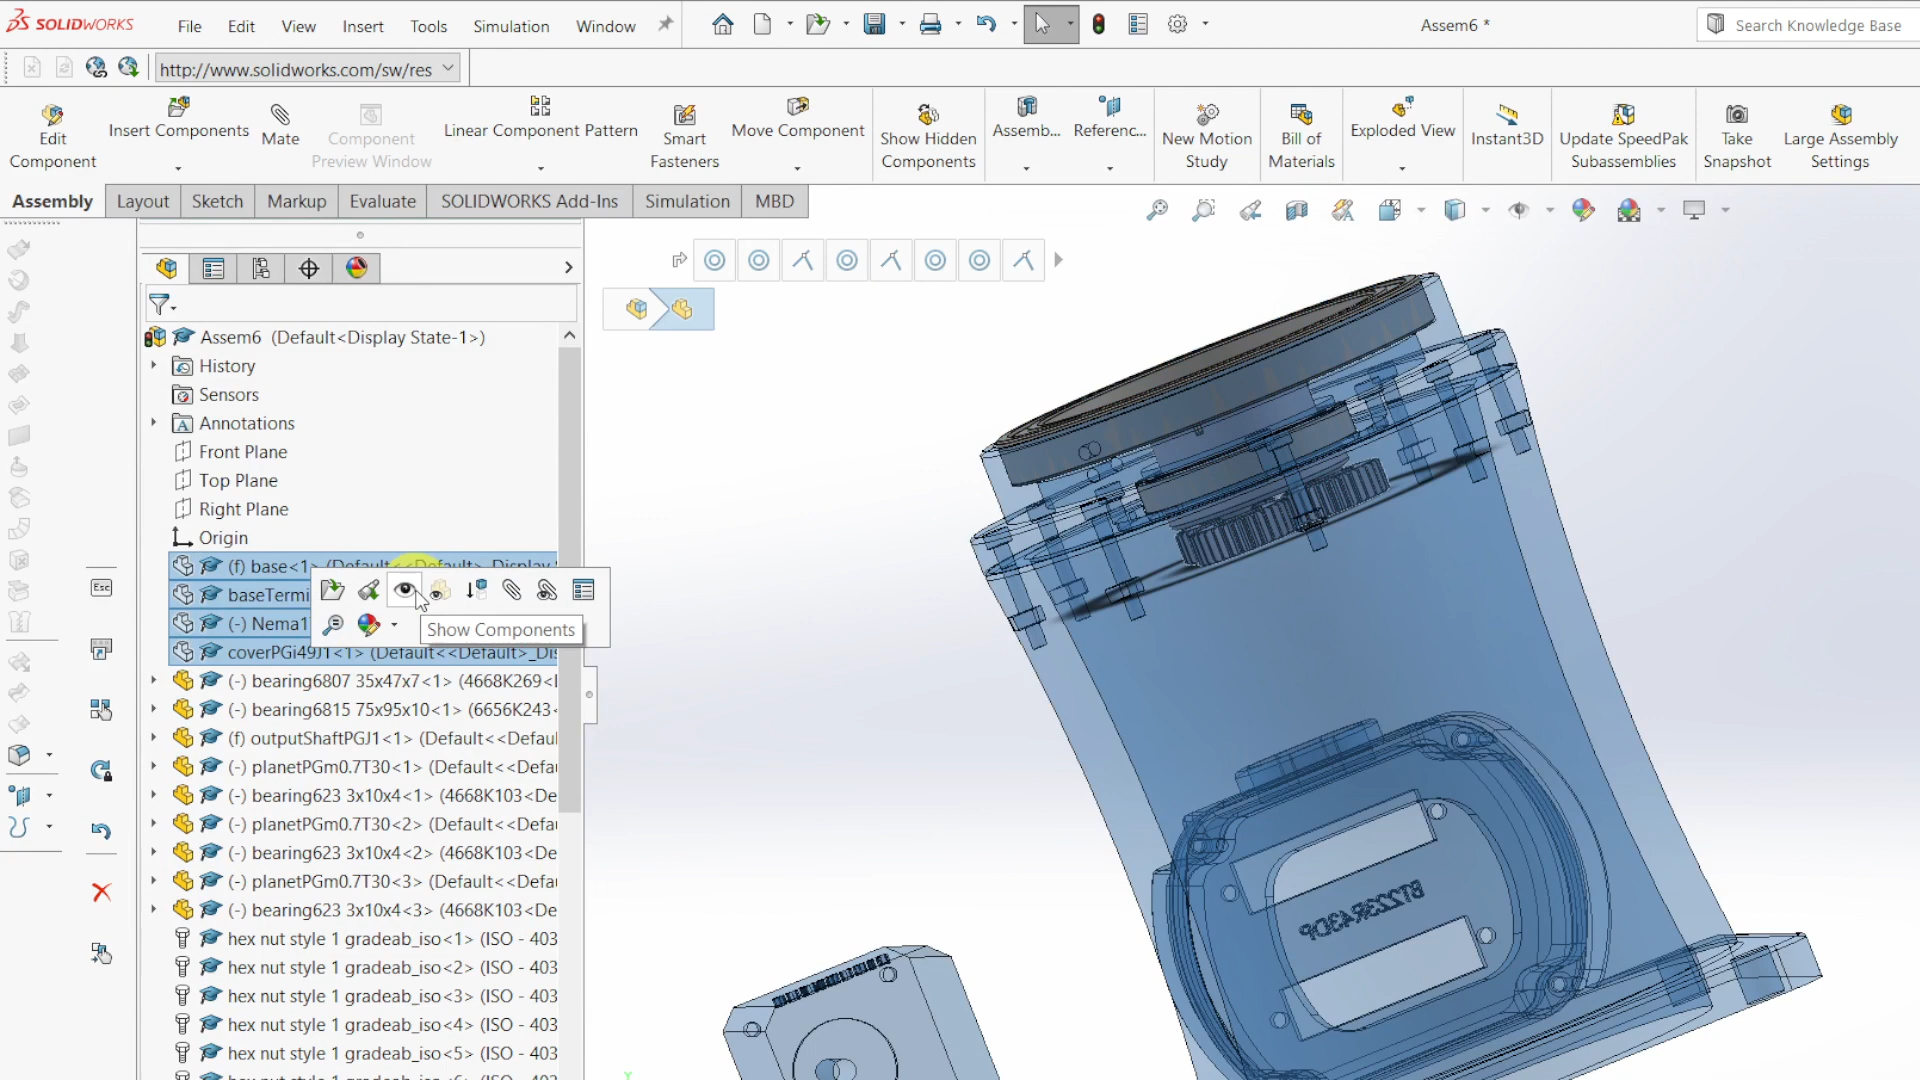 SOLIDWORKS File Edit View Insert Tools Simulation Window Assem6 * Search Knowledge Base
http://www.solidworks.com/sw/res
Edit Component
Insert Components
Mate
Component Preview Window
Linear Component Pattern
Smart Fasteners
Move Component
Show Hidden Components
Assemb...
Referenc...
New Motion Study
Bill of Materials
Exploded View
Instant3D
Update SpeedPak Subassemblies
Take Snapshot
Large Assembly Settings
Assembly Layout Sketch Markup Evaluate SOLIDWORKS Add-Ins Simulation MBD
Assem6 (Default<Display State-1>)
History
Sensors
Annotations
Front Plane
Top Plane
Right Plane
Origin
(f) base<1> (Default<<Default>_Display
Esc
baseTermi
(-) Nema1
Show Components
coverPGi49J1<1> (Default<<Default>_Dis
(-) bearing6807 35x47x7<1> (4668K269<
(-) bearing6815 75x95x10<1> (6656K243<
(f) outputShaftPGJ1<1> (Default<<Defau
(-) planetPGm0.7T30<1> (Default<<Defa
(-) bearing623 3x10x4<1> (4668K103<De
(-) planetPGm0.7T30<2> (Default<<Defa
(-) bearing623 3x10x4<2> (4668K103<De
(-) planetPGm0.7T30<3> (Default<<Defa
(-) bearing623 3x10x4<3> (4668K103<De
hex nut style 1 gradeab_iso<1> (ISO - 403
hex nut style 1 gradeab_iso<2> (ISO - 403
hex nut style 1 gradeab_iso<3> (ISO - 403
hex nut style 1 gradeab_iso<4> (ISO - 403
hex nut style 1 gradeab_iso<5> (ISO - 403